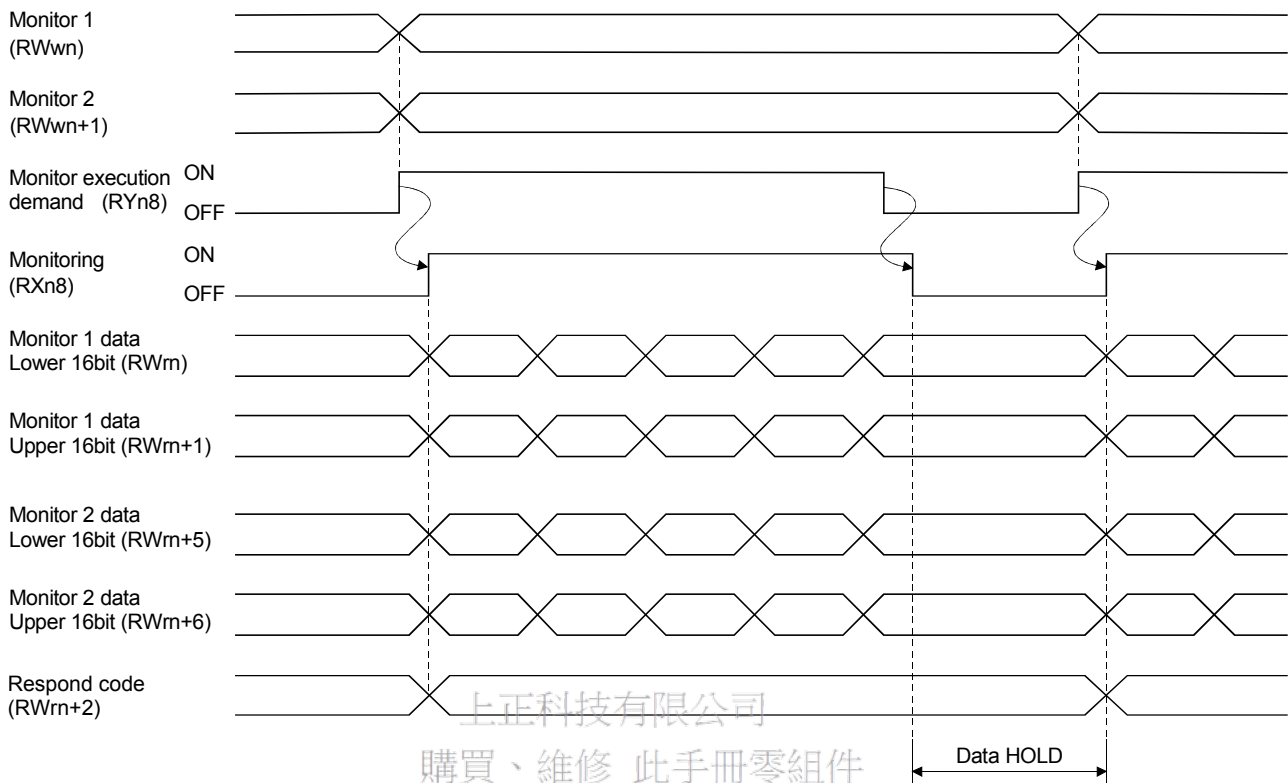 Monitor 1
(RWwn)
Monitor 2
(RWwn+1)
Monitor execution ON
demand (RYn8) OFF
Monitoring ON
(RXn8) OFF
Monitor 1 data
Lower 16bit (RWrn)
Monitor 1 data
Upper 16bit (RWrn+1)
Monitor 2 data
Lower 16bit (RWrn+5)
Monitor 2 data
Upper 16bit (RWrn+6)
Respond code
(RWrn+2)
上正科技有限公司
購買、維修 此手冊零組件
Data HOLD